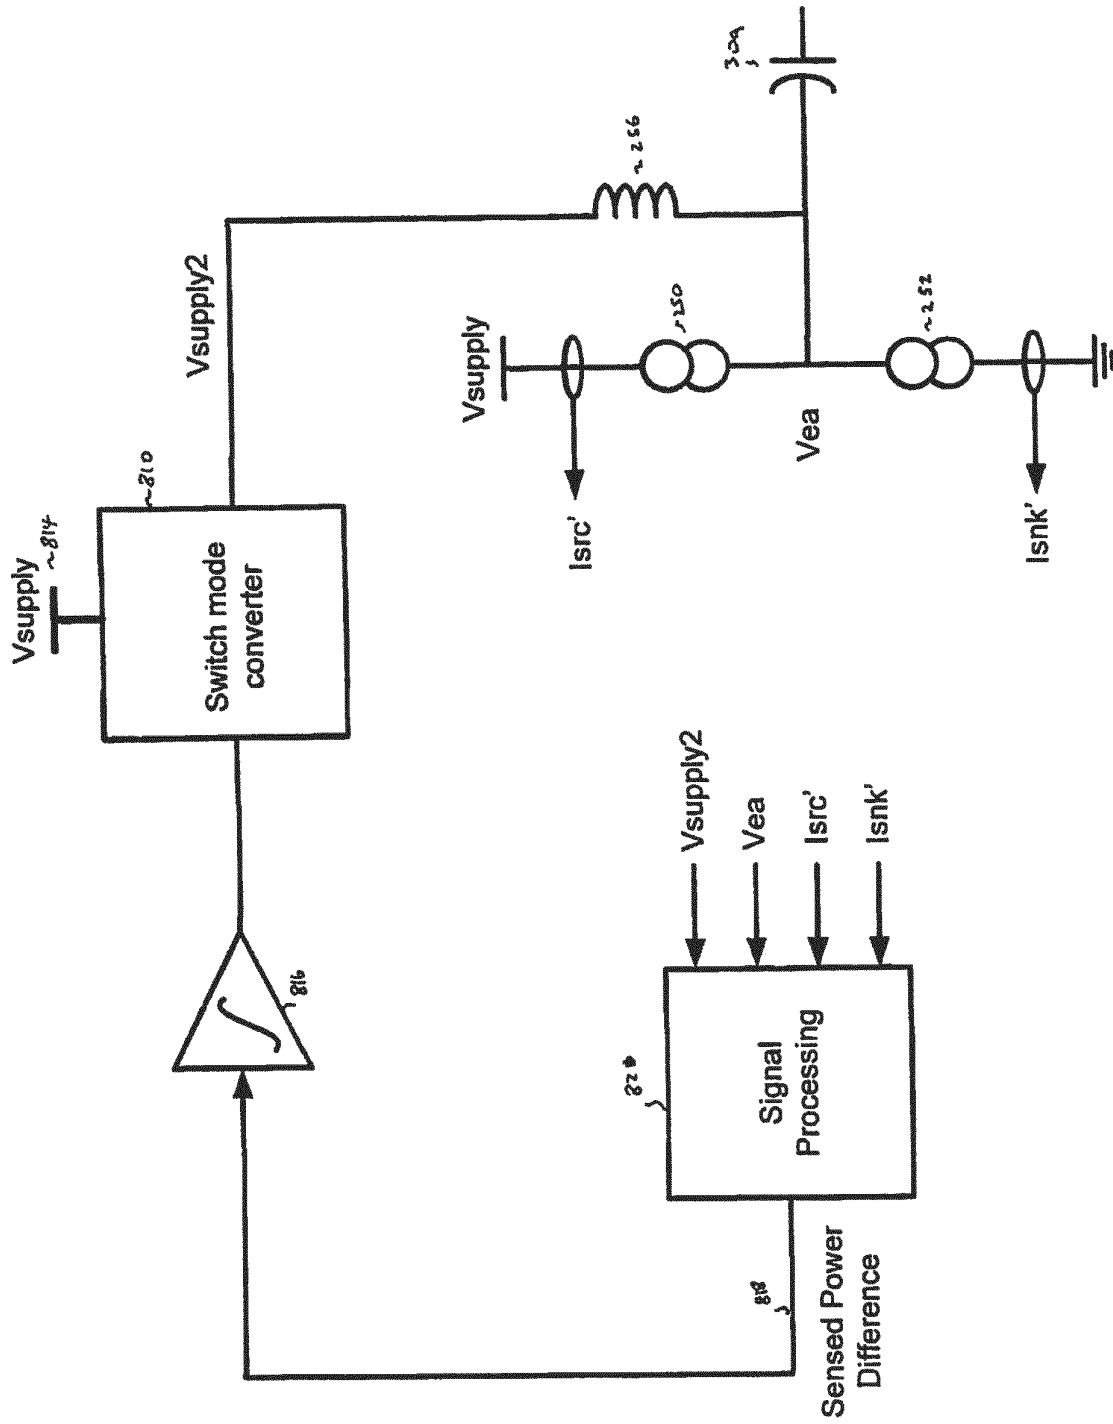 Vsupply
~814
~810
Switch mode
converter
Vsupply2
~256
309
Vsupply
~250
~252
Vea
Isrc'
Isnk'
816
Vsupply2
Vea
Isrc'
Isnk'
Signal
Processing
818
Sensed Power
Difference